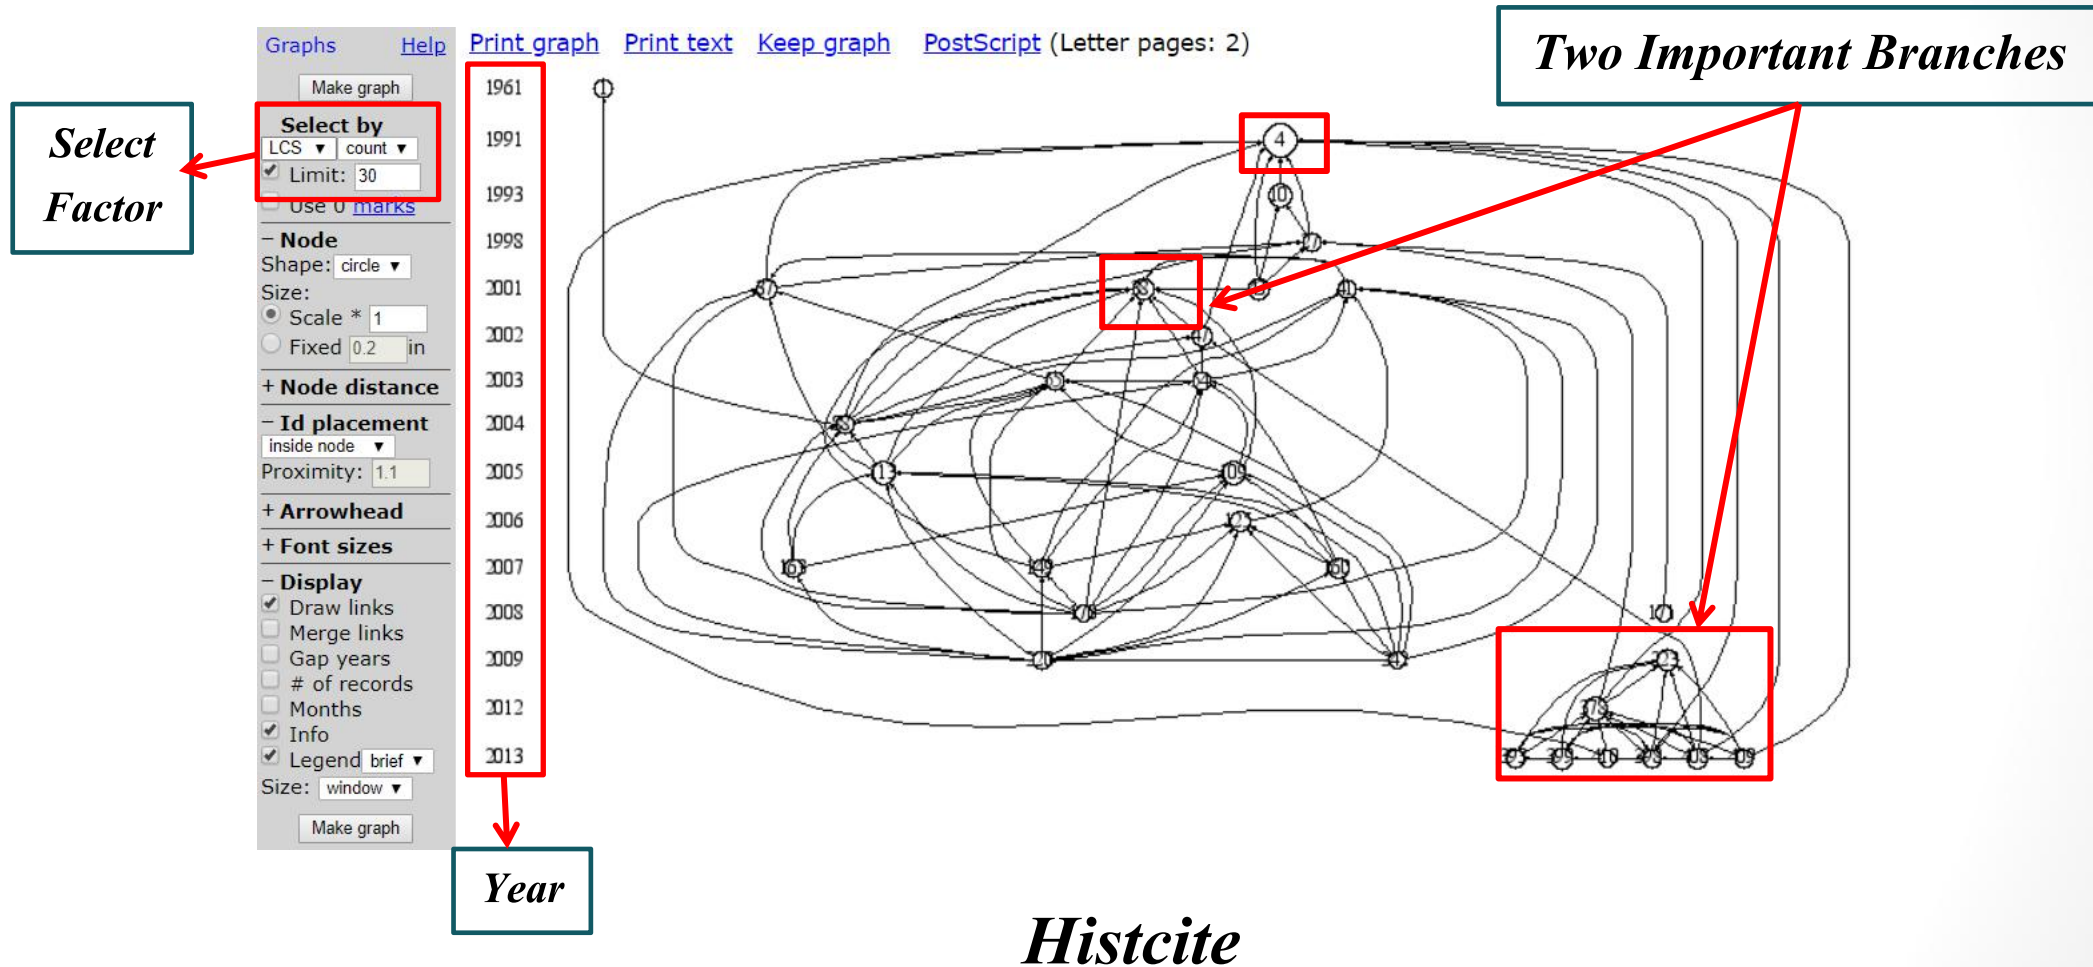 Graphs Help
Print graph Print text Keep graph PostScript (Letter pages: 2)
Two Important Branches
Make graph
Select by
LCS count
Limit: 30
Use 0 marks
Select
Factor
− Node
Shape: circle
Size:
Scale * 1
Fixed 0.2 in
+ Node distance
− Id placement
inside node
Proximity: 1.1
+ Arrowhead
+ Font sizes
− Display
Draw links
Merge links
Gap years
# of records
Months
Info
Legend brief
Size: window
Make graph
1961
1991
1993
1998
2001
2002
2003
2004
2005
2006
2007
2008
2009
2012
2013
1
4
10
Year
Histcite